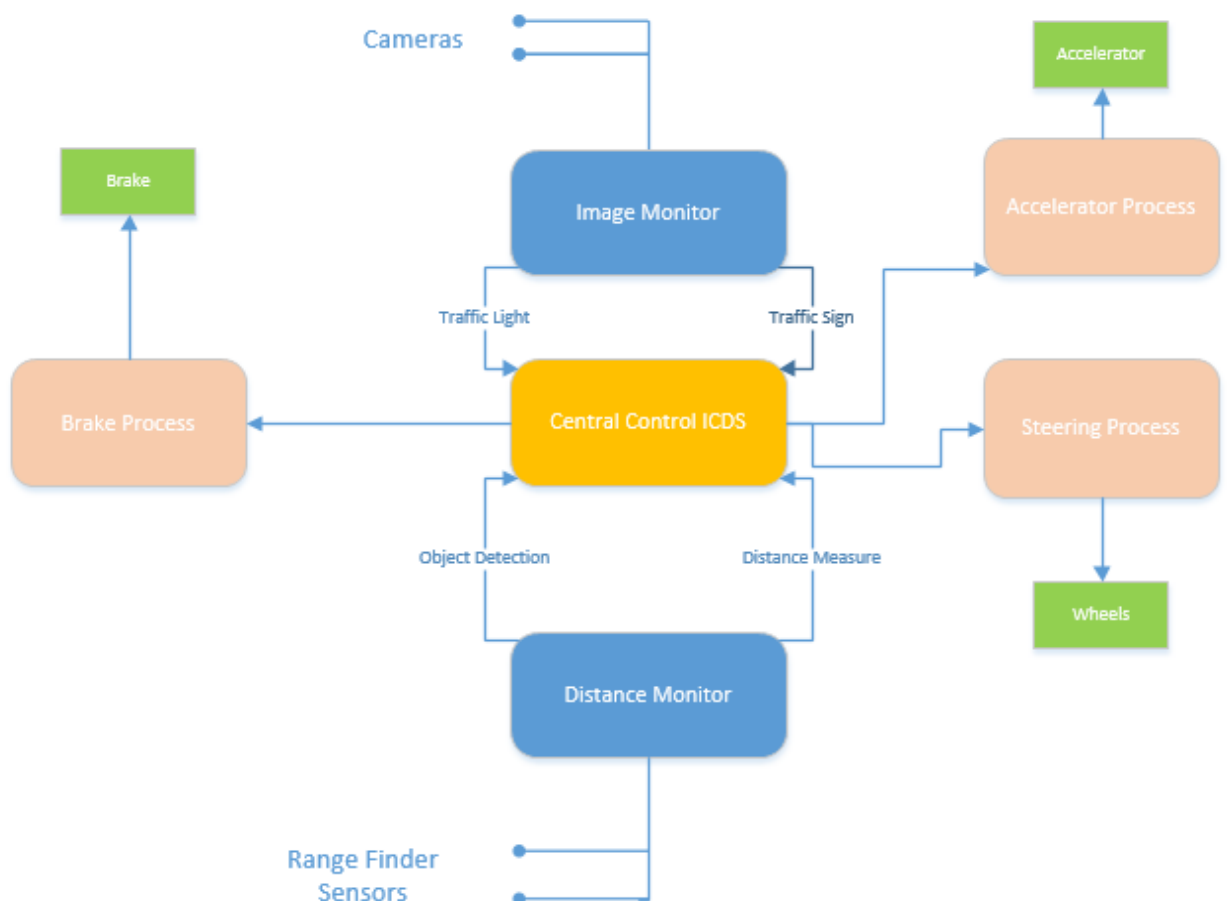 Cameras
Accelerator
Brake
Image Monitor
Accelerator Process
Traffic Light
Traffic Sign
Brake Process
Central Control ICDS
Steering Process
Object Detection
Distance Measure
Wheels
Distance Monitor
Range Finder
Sensors